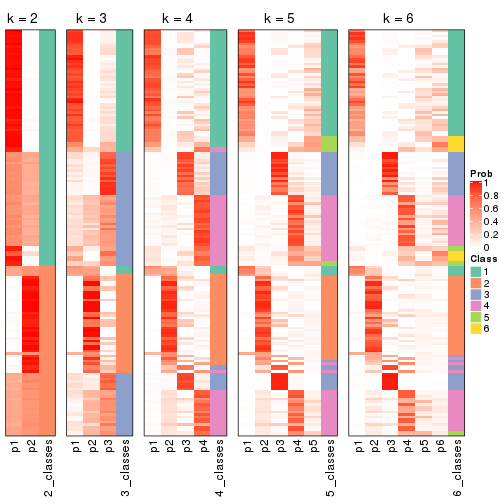 k = 2
k = 3
k = 4
k = 5
k = 6
Prob
1
0.8
0.6
0.4
0.2
0
Class
1
2
3
4
5
6
p1
p2
2_classes
p1
p2
p3
3_classes
p1
p2
p3
p4
4_classes
p1
p2
p3
p4
p5
5_classes
p1
p2
p3
p4
p5
p6
6_classes